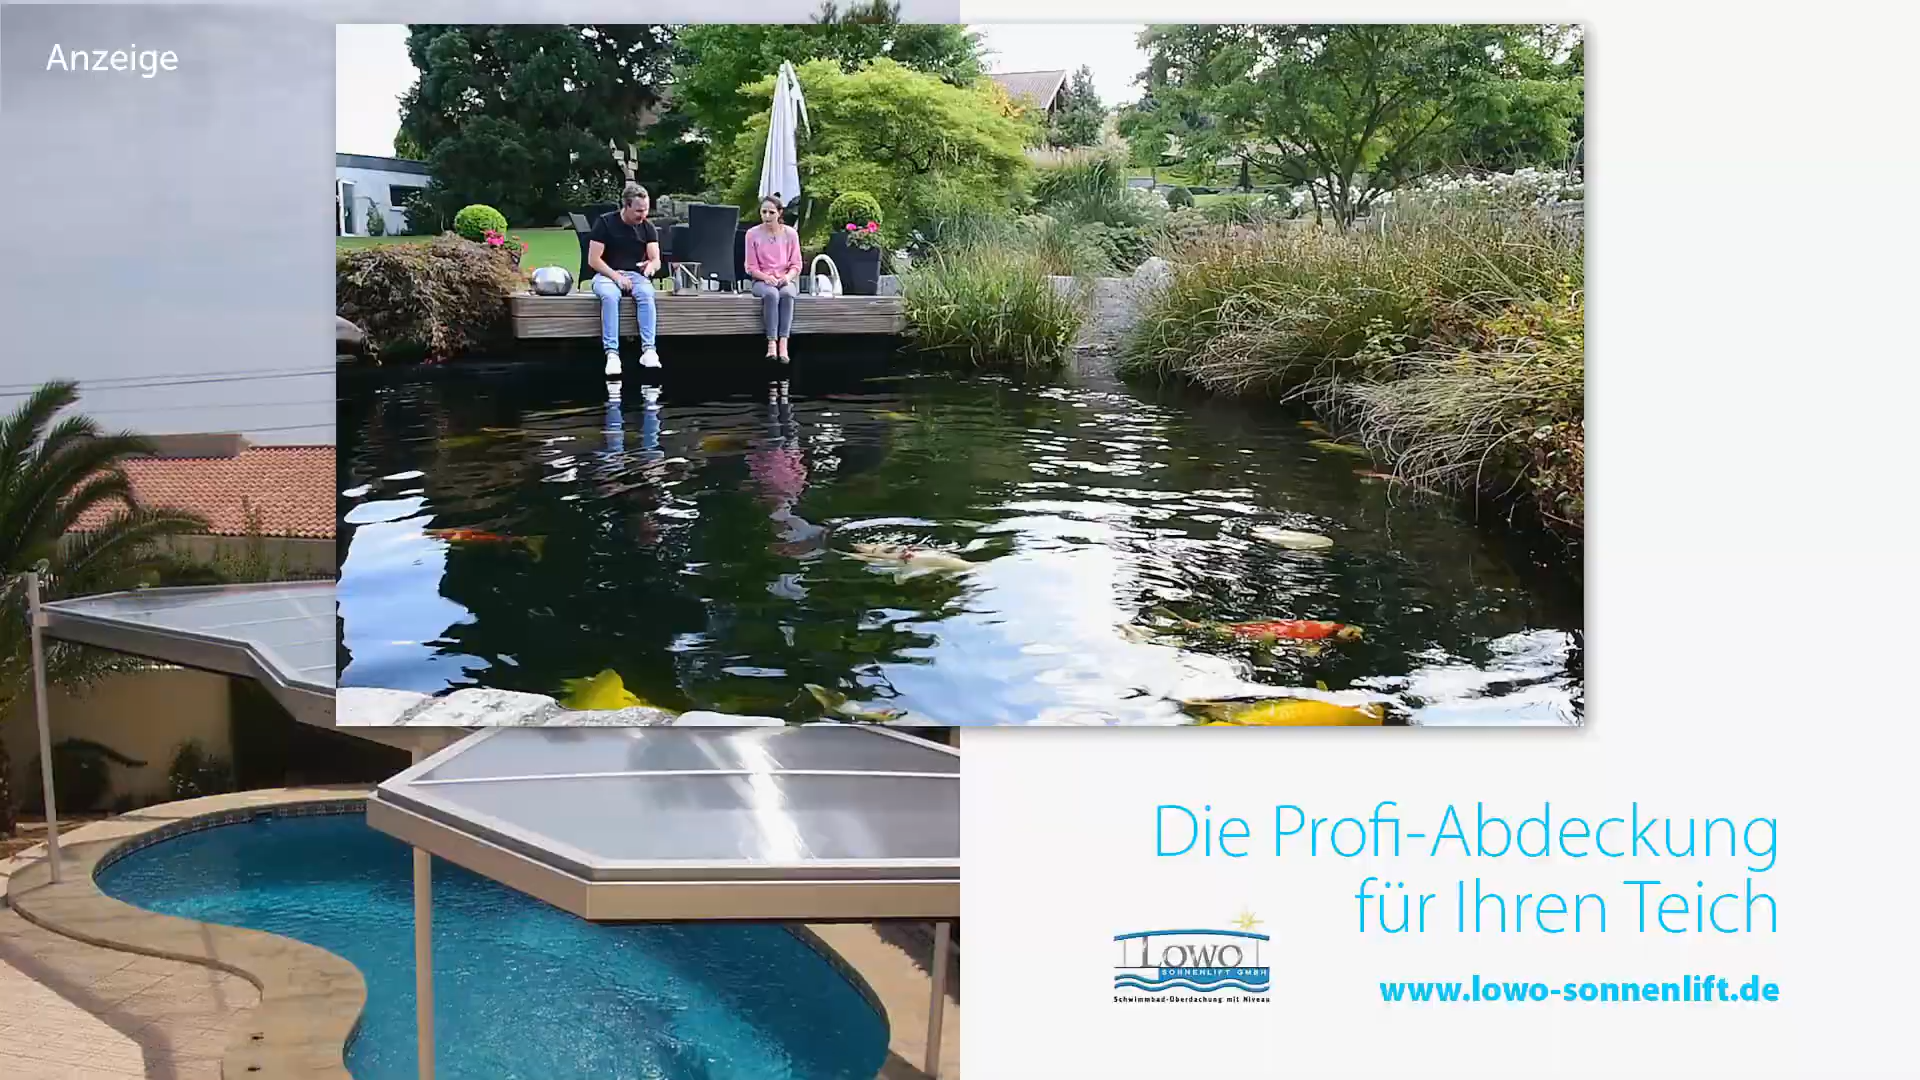 Anzeige
Die Profi-Abdeckung
für Ihren Teich
LOWO
SONNENLIFT GMBH
Schwimmbad-Überdachung mit Niveau
www.lowo-sonnenlift.de